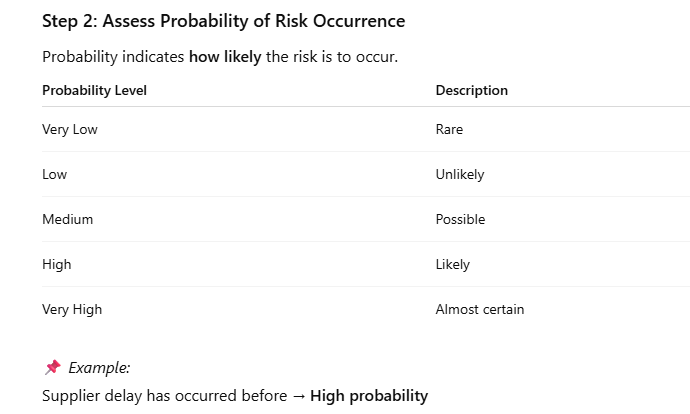 Step 2: Assess Probability of Risk Occurrence
Probability indicates how likely the risk is to occur.
Probability Level Description
Very Low Rare
Low Unlikely
Medium Possible
High Likely
Very High Almost certain
📌 Example:
Supplier delay has occurred before → High probability